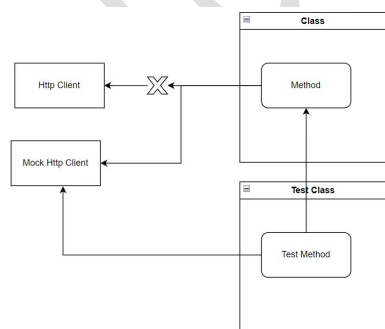 Class
Http Client
Method
Mock Http Client
Test Class
Test Method